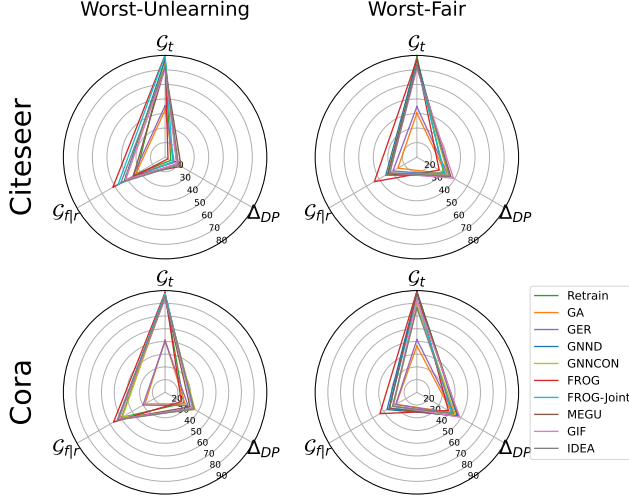 Worst-Unlearning
Worst-Fair
Citeseer
𝒢t
𝒢f|r
ΔDP
30
40
50
60
70
80
𝒢t
𝒢f|r
ΔDP
20
30
40
50
60
70
80
Cora
𝒢t
𝒢f|r
ΔDP
20
30
40
50
60
70
80
90
𝒢t
𝒢f|r
ΔDP
20
30
40
50
60
70
80
90
Retrain
GA
GER
GNND
GNNCON
FROG
FROG-Joint
MEGU
GIF
IDEA